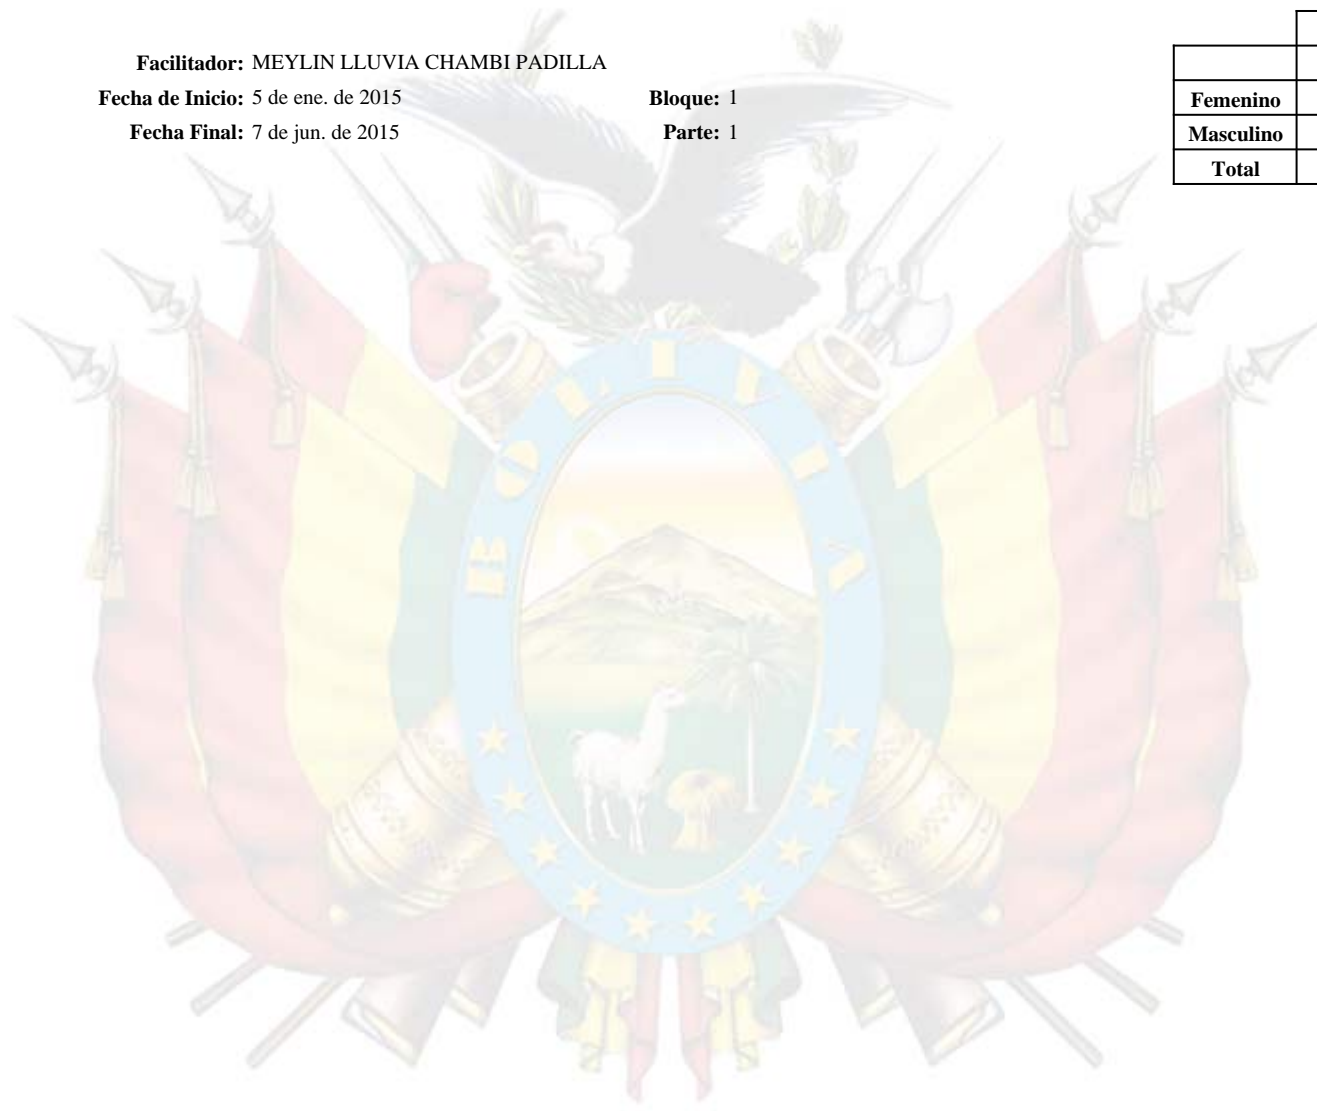 Facilitador: MEYLIN LLUVIA CHAMBI PADILLA
Fecha de Inicio: 5 de ene. de 2015 Bloque: 1
Fecha Final: 7 de jun. de 2015 Parte: 1
Femenino
Masculino
Total
BOLIVIA